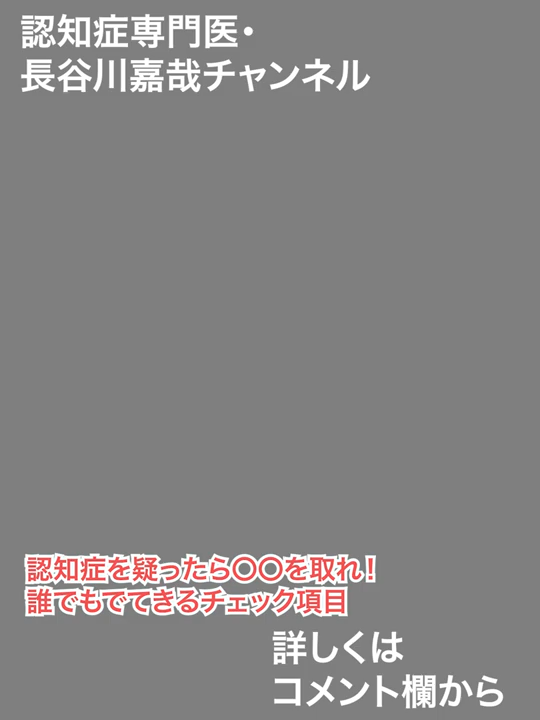 認知症専門医・
長谷川嘉哉チャンネル
認知症を疑ったら〇〇を取れ！
誰でもでてきるチェック項目
詳しくは
コメント欄から